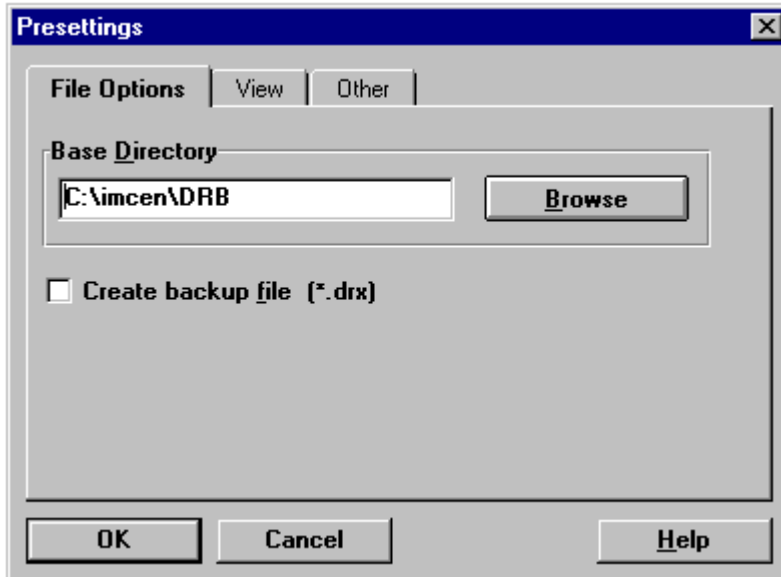 Presettings
File Options View Other
Base Directory
C:\imcen\DRB Browse
Create backup file (*.drx)
OK Cancel Help